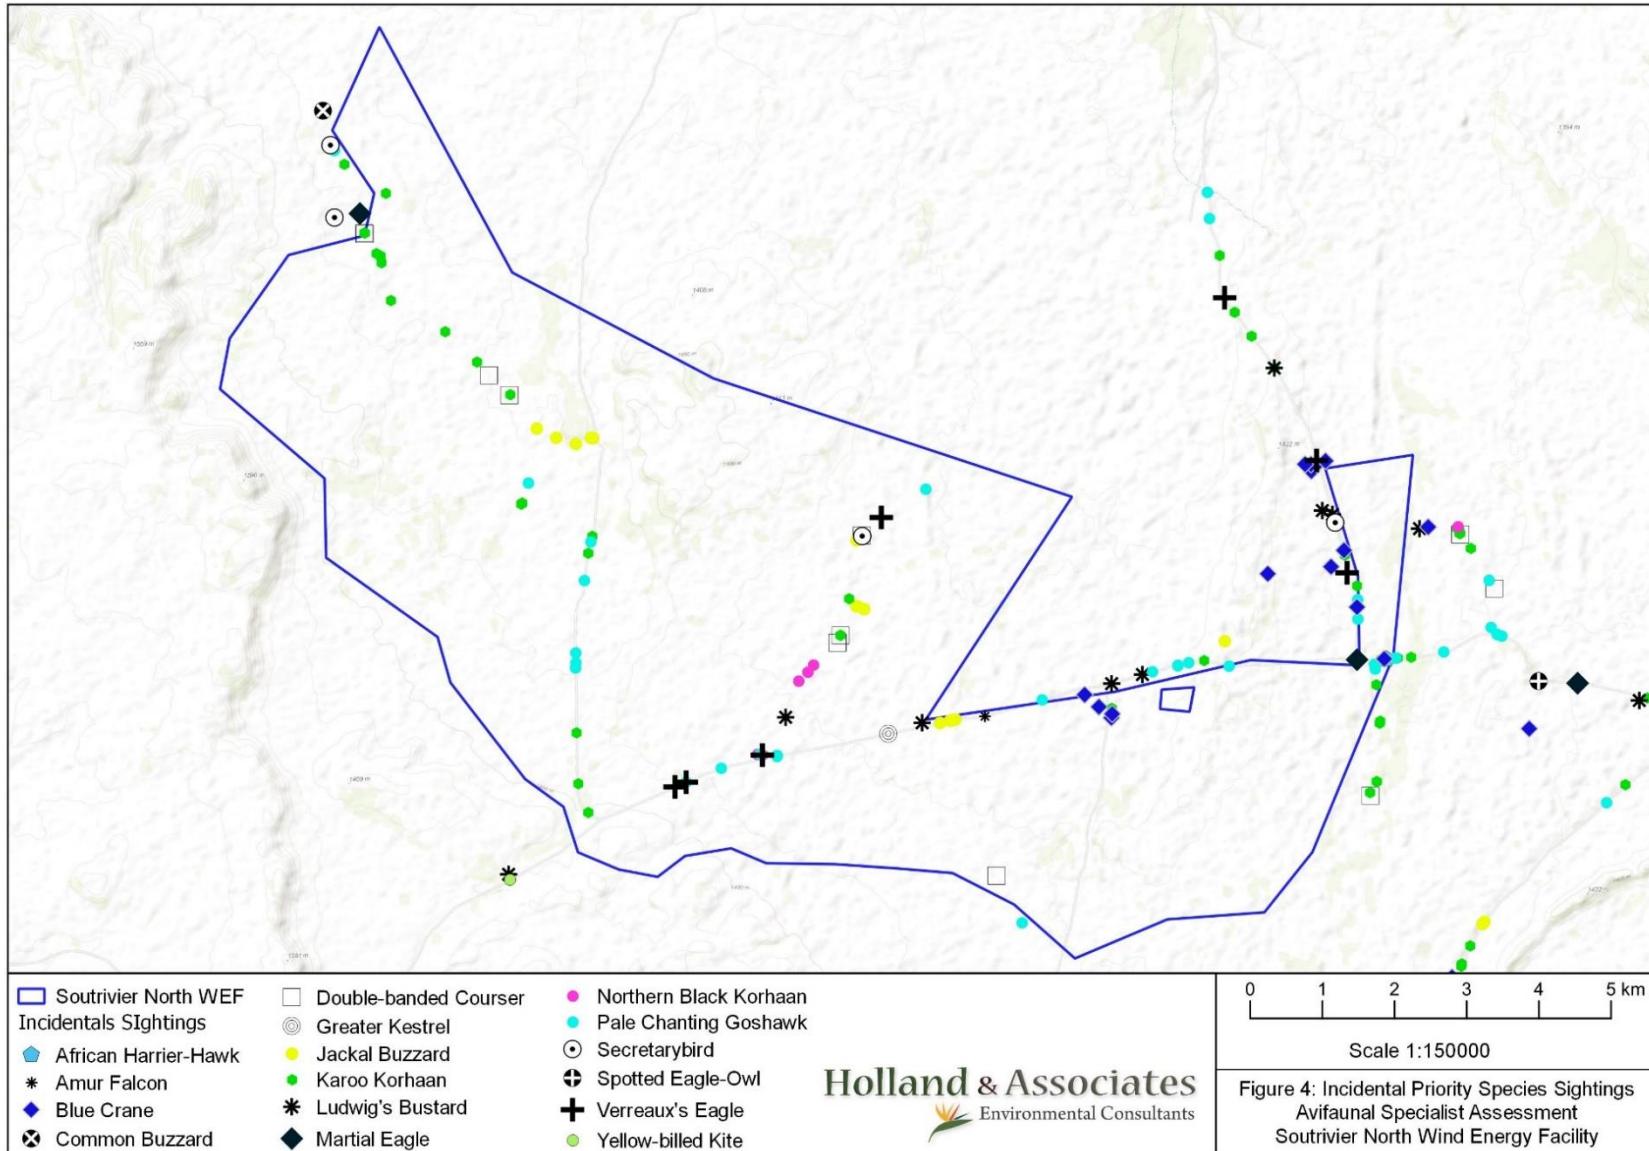 1408 m
1422 m
Soutrivier North WEF
Incidentals SIghtings
African Harrier-Hawk
Amur Falcon
Blue Crane
Common Buzzard
Double-banded Courser
Greater Kestrel
Jackal Buzzard
Karoo Korhaan
Ludwig's Bustard
Martial Eagle
Northern Black Korhaan
Pale Chanting Goshawk
Secretarybird
Spotted Eagle-Owl
Verreaux's Eagle
Yellow-billed Kite
Holland & Associates
Environmental Consultants
0 1 2 3 4 5 km
Scale 1:150000
Figure 4: Incidental Priority Species Sightings
Avifaunal Specialist Assessment
Soutrivier North Wind Energy Facility